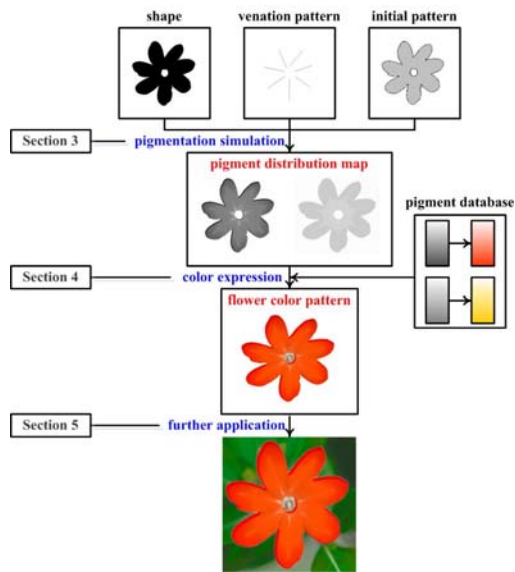 shape
venation pattern
initial pattern
Section 3
pigmentation simulation
pigment distribution map
pigment database
Section 4
color expression
flower color pattern
Section 5
further application